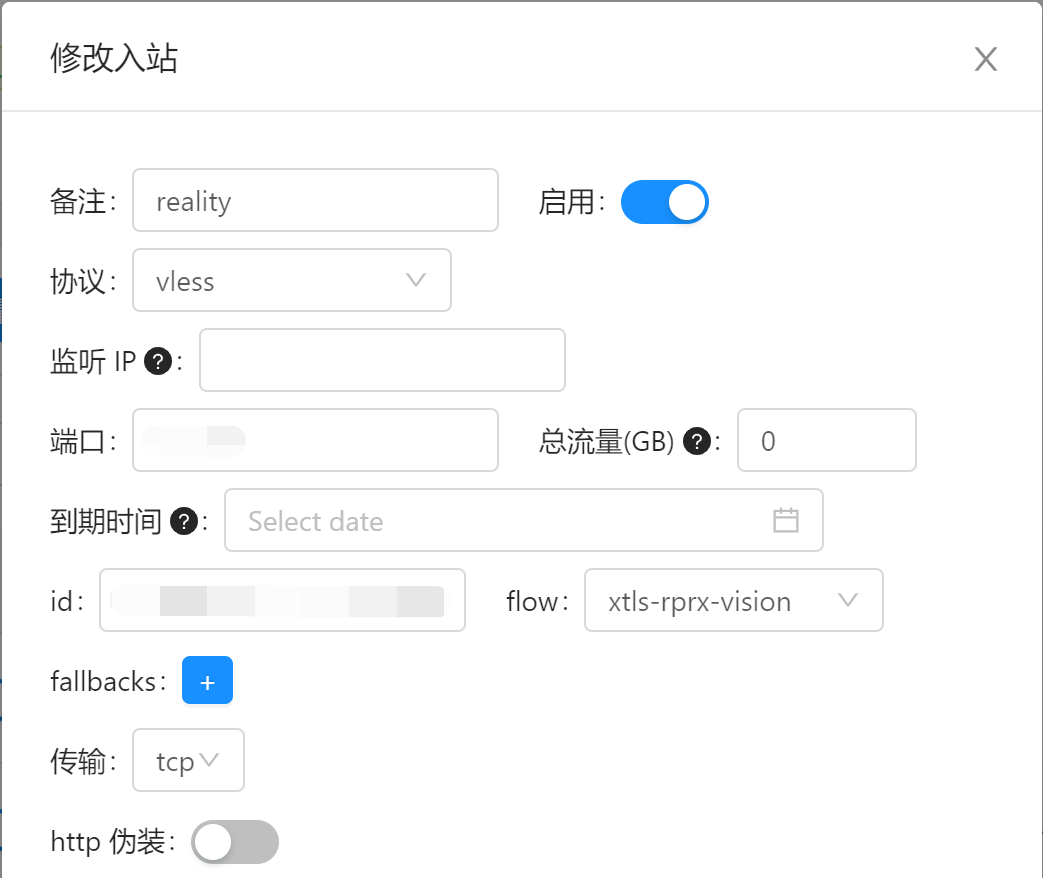 修改入站
备注: reality 启用:
协议: vless
监听 IP ? :
端口: 总流量(GB) ? : 0
到期时间 ? : Select date
id: flow: xtls-rprx-vision
fallbacks: +
传输: tcp
http 伪装: